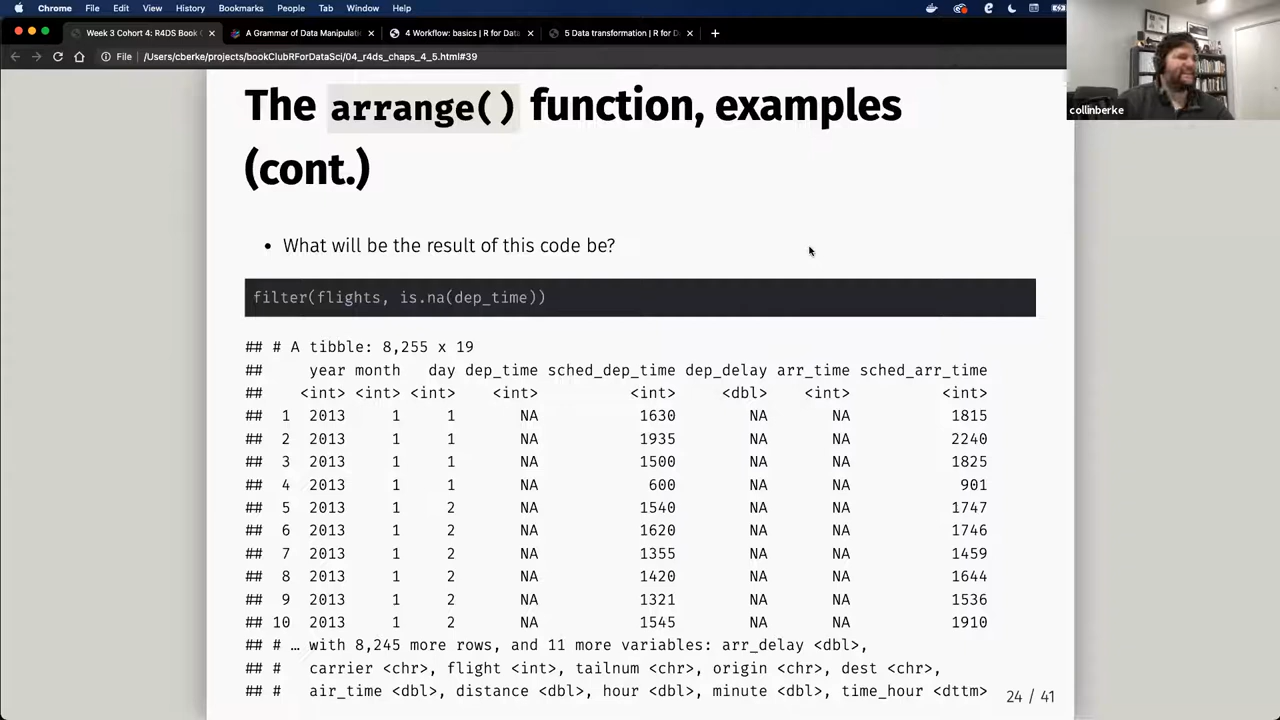 Chrome File Edit View History Bookmarks People Tab Window Help
Week 3 Cohort 4: R4DS Book
A Grammar of Data Manipulatio
4 Workflow: basics | R for Data
5 Data transformation | R for D
File /Users/cberke/projects/bookClubRForDataSci/04_r4ds_chaps_4_5.html#39
collinberke
The arrange() function, examples
(cont.)
• What will be the result of this code be?
filter(flights, is.na(dep_time))
## # A tibble: 8,255 x 19
## year month day dep_time sched_dep_time dep_delay arr_time sched_arr_time
## <int> <int> <int> <int> <int> <dbl> <int> <int>
## 1 2013 1 1 NA 1630 NA NA 1815
## 2 2013 1 1 NA 1935 NA NA 2240
## 3 2013 1 1 NA 1500 NA NA 1825
## 4 2013 1 1 NA 600 NA NA 901
## 5 2013 1 2 NA 1540 NA NA 1747
## 6 2013 1 2 NA 1620 NA NA 1746
## 7 2013 1 2 NA 1355 NA NA 1459
## 8 2013 1 2 NA 1420 NA NA 1644
## 9 2013 1 2 NA 1321 NA NA 1536
## 10 2013 1 2 NA 1545 NA NA 1910
## # … with 8,245 more rows, and 11 more variables: arr_delay <dbl>,
## # carrier <chr>, flight <int>, tailnum <chr>, origin <chr>, dest <chr>,
## # air_time <dbl>, distance <dbl>, hour <dbl>, minute <dbl>, time_hour <dttm>
24 / 41